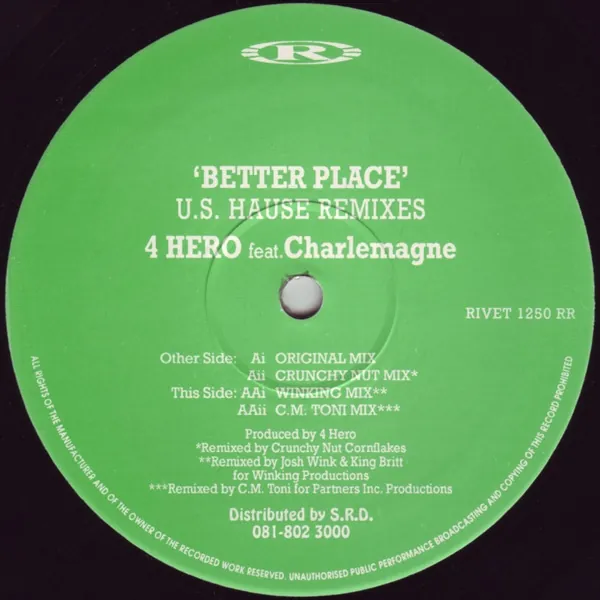 R
‘BETTER PLACE’
U.S. HAUSE REMIXES
4 HERO feat. Charlemagne
RIVET 1250 RR
Other Side: Ai ORIGINAL MIX
Aii CRUNCHY NUT MIX*
This Side: AAi WINKING MIX**
AAii C.M. TONI MIX***
Produced by 4 Hero
*Remixed by Crunchy Nut Cornflakes
**Remixed by Josh Wink & King Britt
for Winking Productions
***Remixed by C.M. Toni for Partners Inc. Productions
Distributed by S.R.D.
081-802 3000
ALL RIGHTS OF THE MANUFACTURER AND OF THE OWNER OF THE RECORDED WORK RESERVED. UNAUTHORISED PUBLIC PERFORMANCE BROADCASTING AND COPYING OF THIS RECORD PROHIBITED